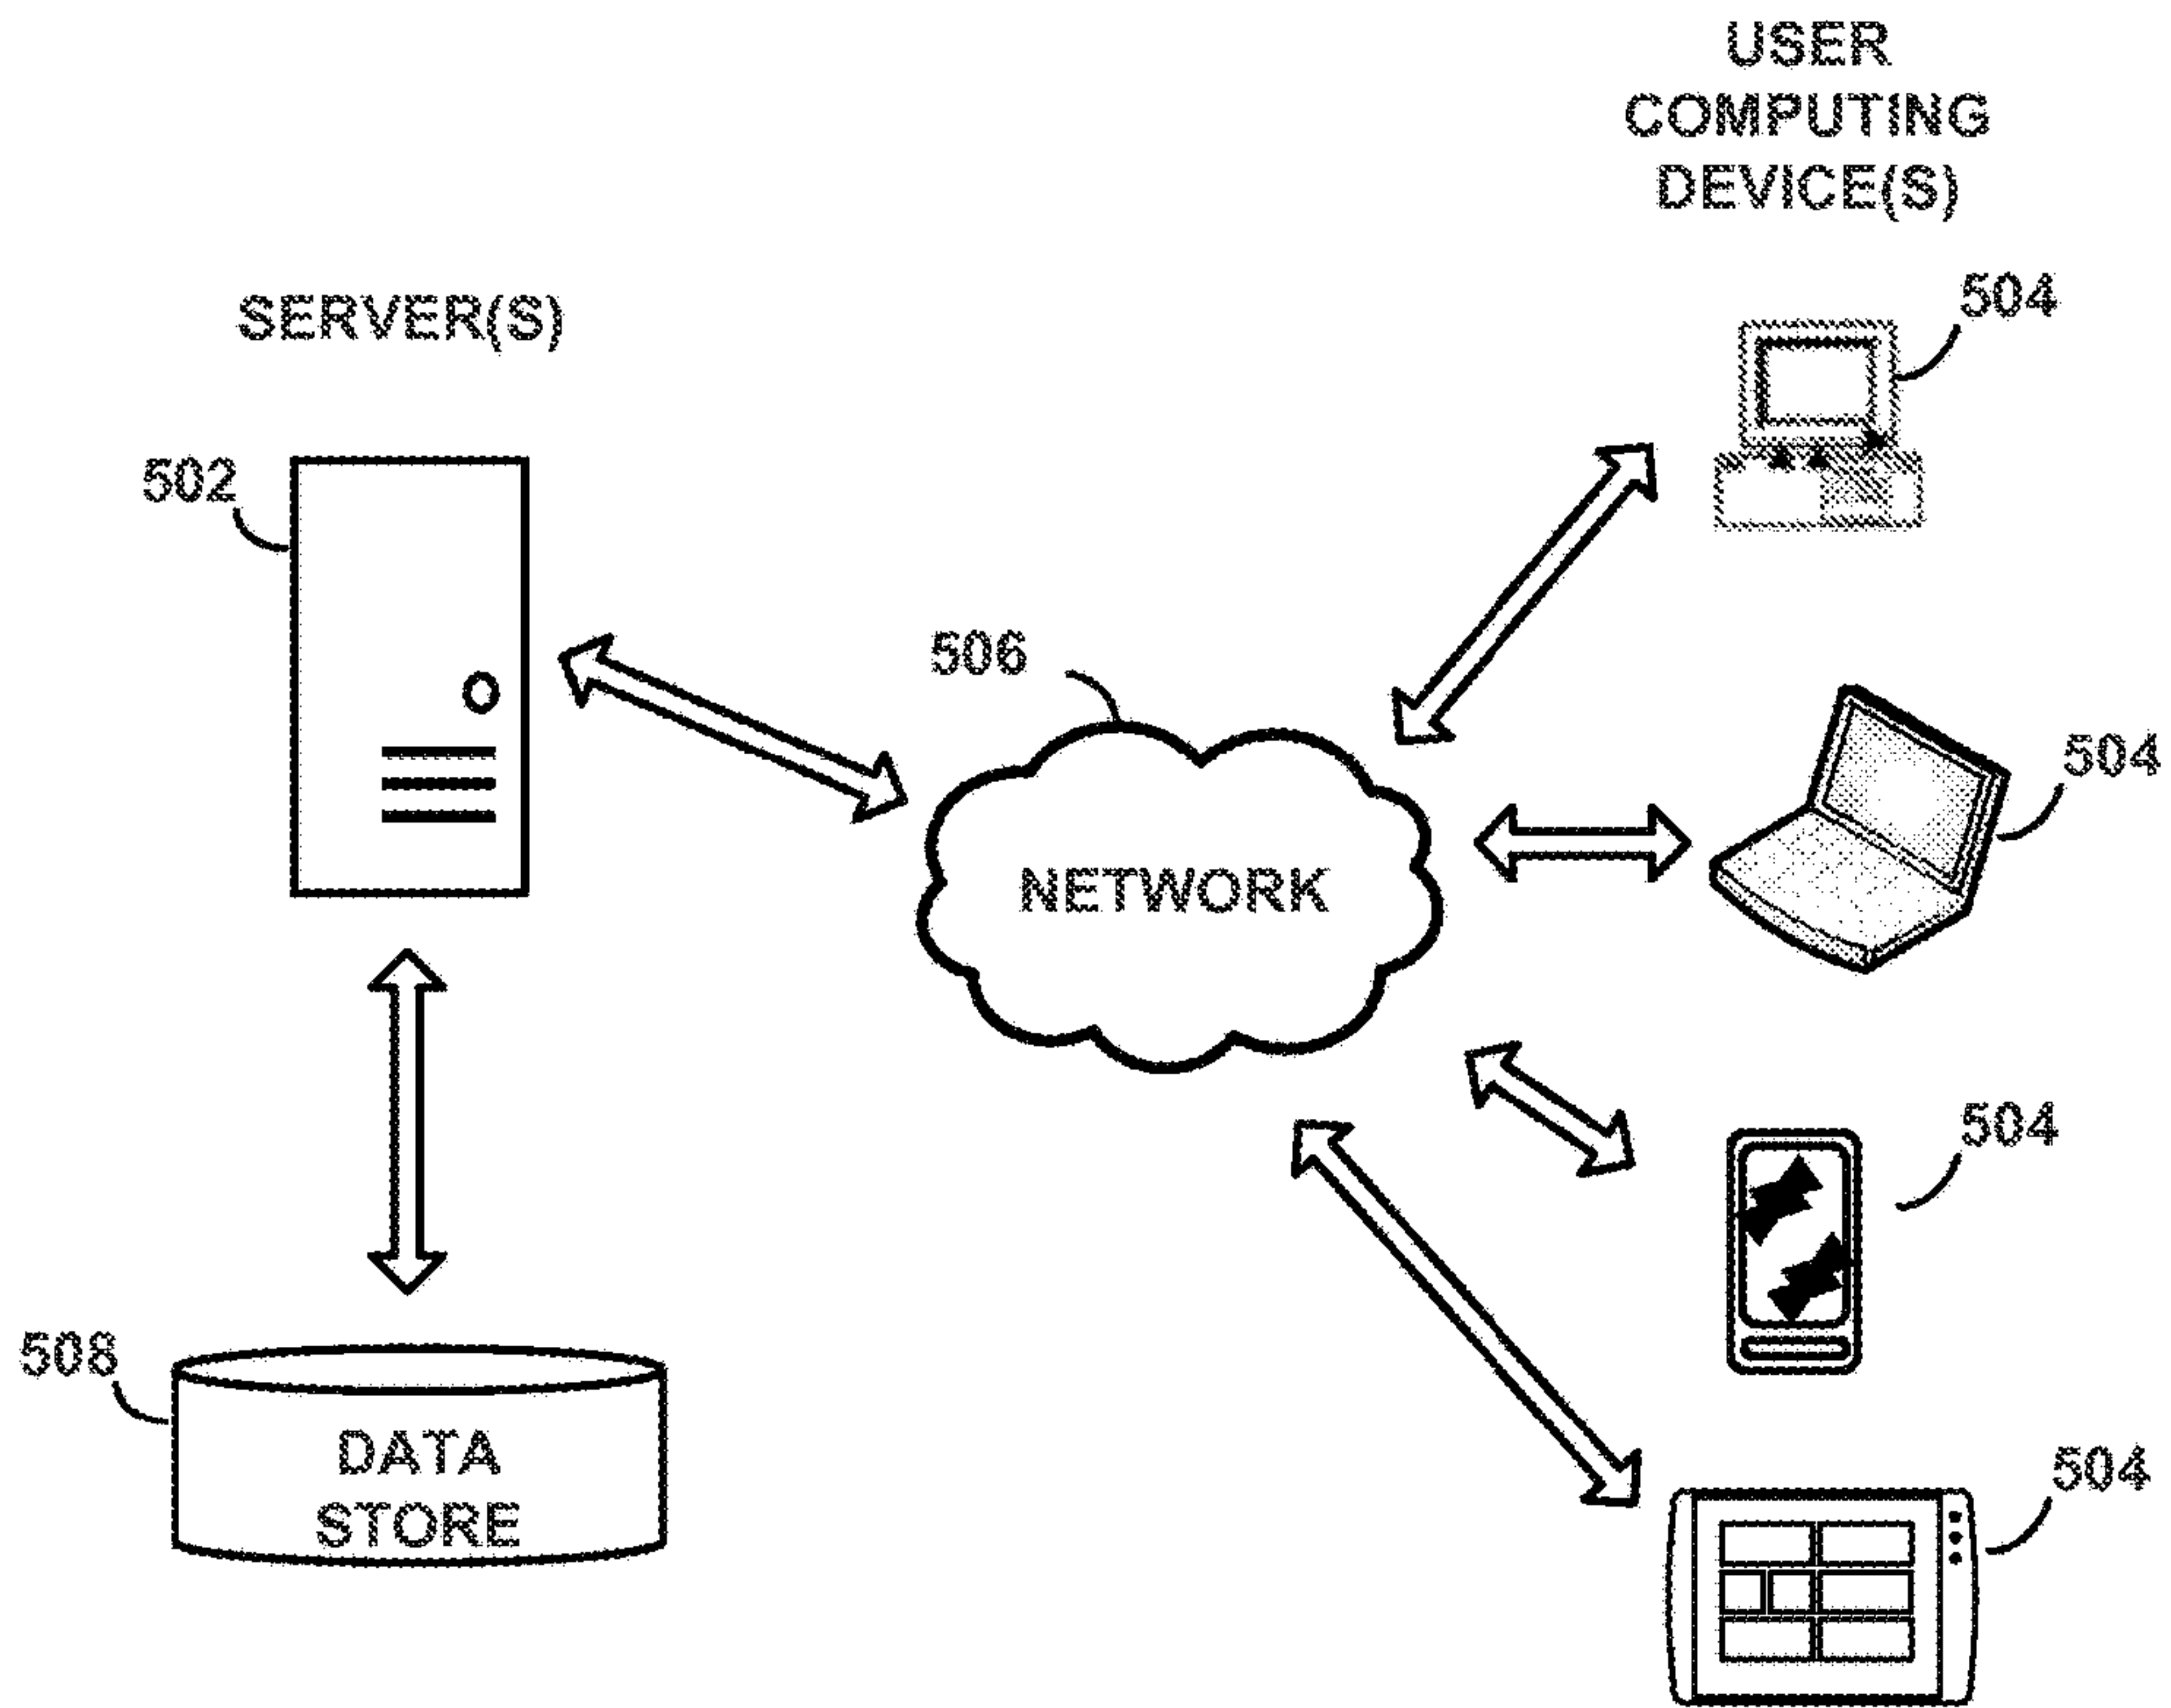 USER
COMPUTING
DEVICE(S)
504
SERVER(S)
502
506
504
NETWORK
504
508
DATA
STORE
504